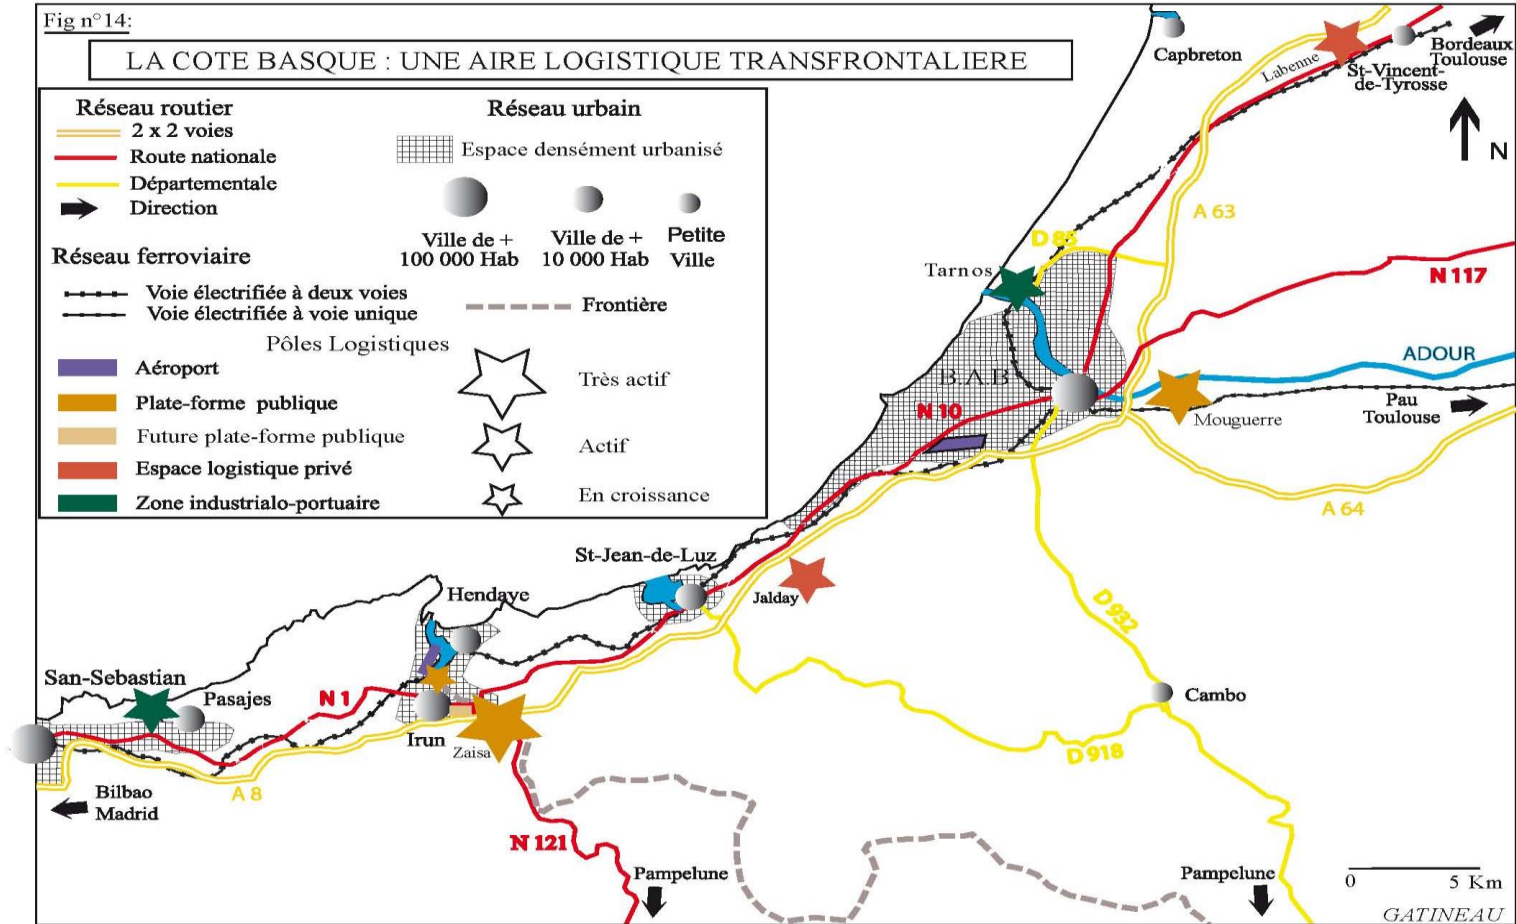 Fig n°14:
LA COTE BASQUE : UNE AIRE LOGISTIQUE TRANSFRONTALIERE
Réseau routier
2 x 2 voies
Route nationale
Départementale
Direction
Réseau ferroviaire
Voie électrifiée à deux voies
Voie électrifiée à voie unique
Réseau urbain
Espace densément urbanisé
Ville de +
100 000 Hab
Ville de +
10 000 Hab
Petite
Ville
Frontière
Pôles Logistiques
Aéroport
Plate-forme publique
Future plate-forme publique
Espace logistique privé
Zone industrialo-portuaire
Très actif
Actif
En croissance
Capbreton
Labenne
St-Vincent-
de-Tyrosse
Bordeaux
Toulouse
N
A 63
D 85
Tarnos
N 117
ADOUR
B.A.B
N 10
Mouguerre
Pau
Toulouse
A 64
St-Jean-de-Luz
Jalday
Hendaye
D 932
San-Sebastian
Pasajes
N 1
Cambo
Irun
Zaisa
D 918
A 8
Bilbao
Madrid
N 121
Pampelune
Pampelune
0 5 Km
GATINEAU